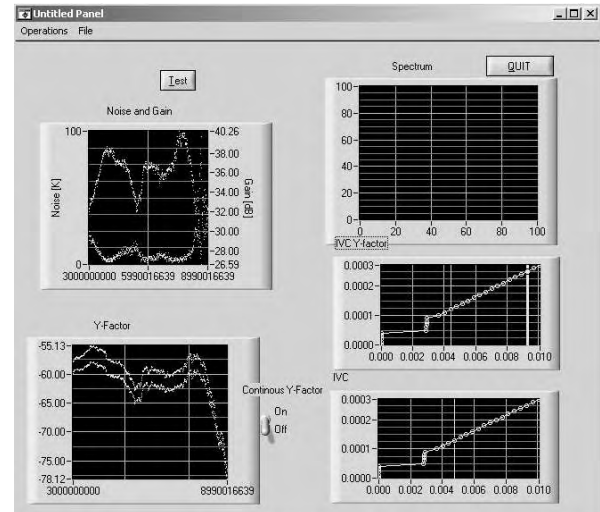 Untitled Panel
Operations File
Test
Spectrum
QUIT
Noise and Gain
100-
0-
Noise [K]
40.26
38.00
36.00
34.00
32.00
30.00
28.00
26.59
Gain [dB]
3000000000 5990016639 8990016639
100-
80-
60-
40-
20-
0-
0 20 40 60 80 100
IVC Y-factor
0.0003-
0.0002-
0.0001-
0.0000-
0.000 0.002 0.004 0.006 0.008 0.010
Y-Factor
-55.13-
-60.00-
-65.00-
-70.00-
-75.00-
-78.12-
3000000000 8990016639
Continous Y-Factor
On
Off
IVC
0.0003-
0.0002-
0.0001-
0.0000-
0.000 0.002 0.004 0.006 0.008 0.010